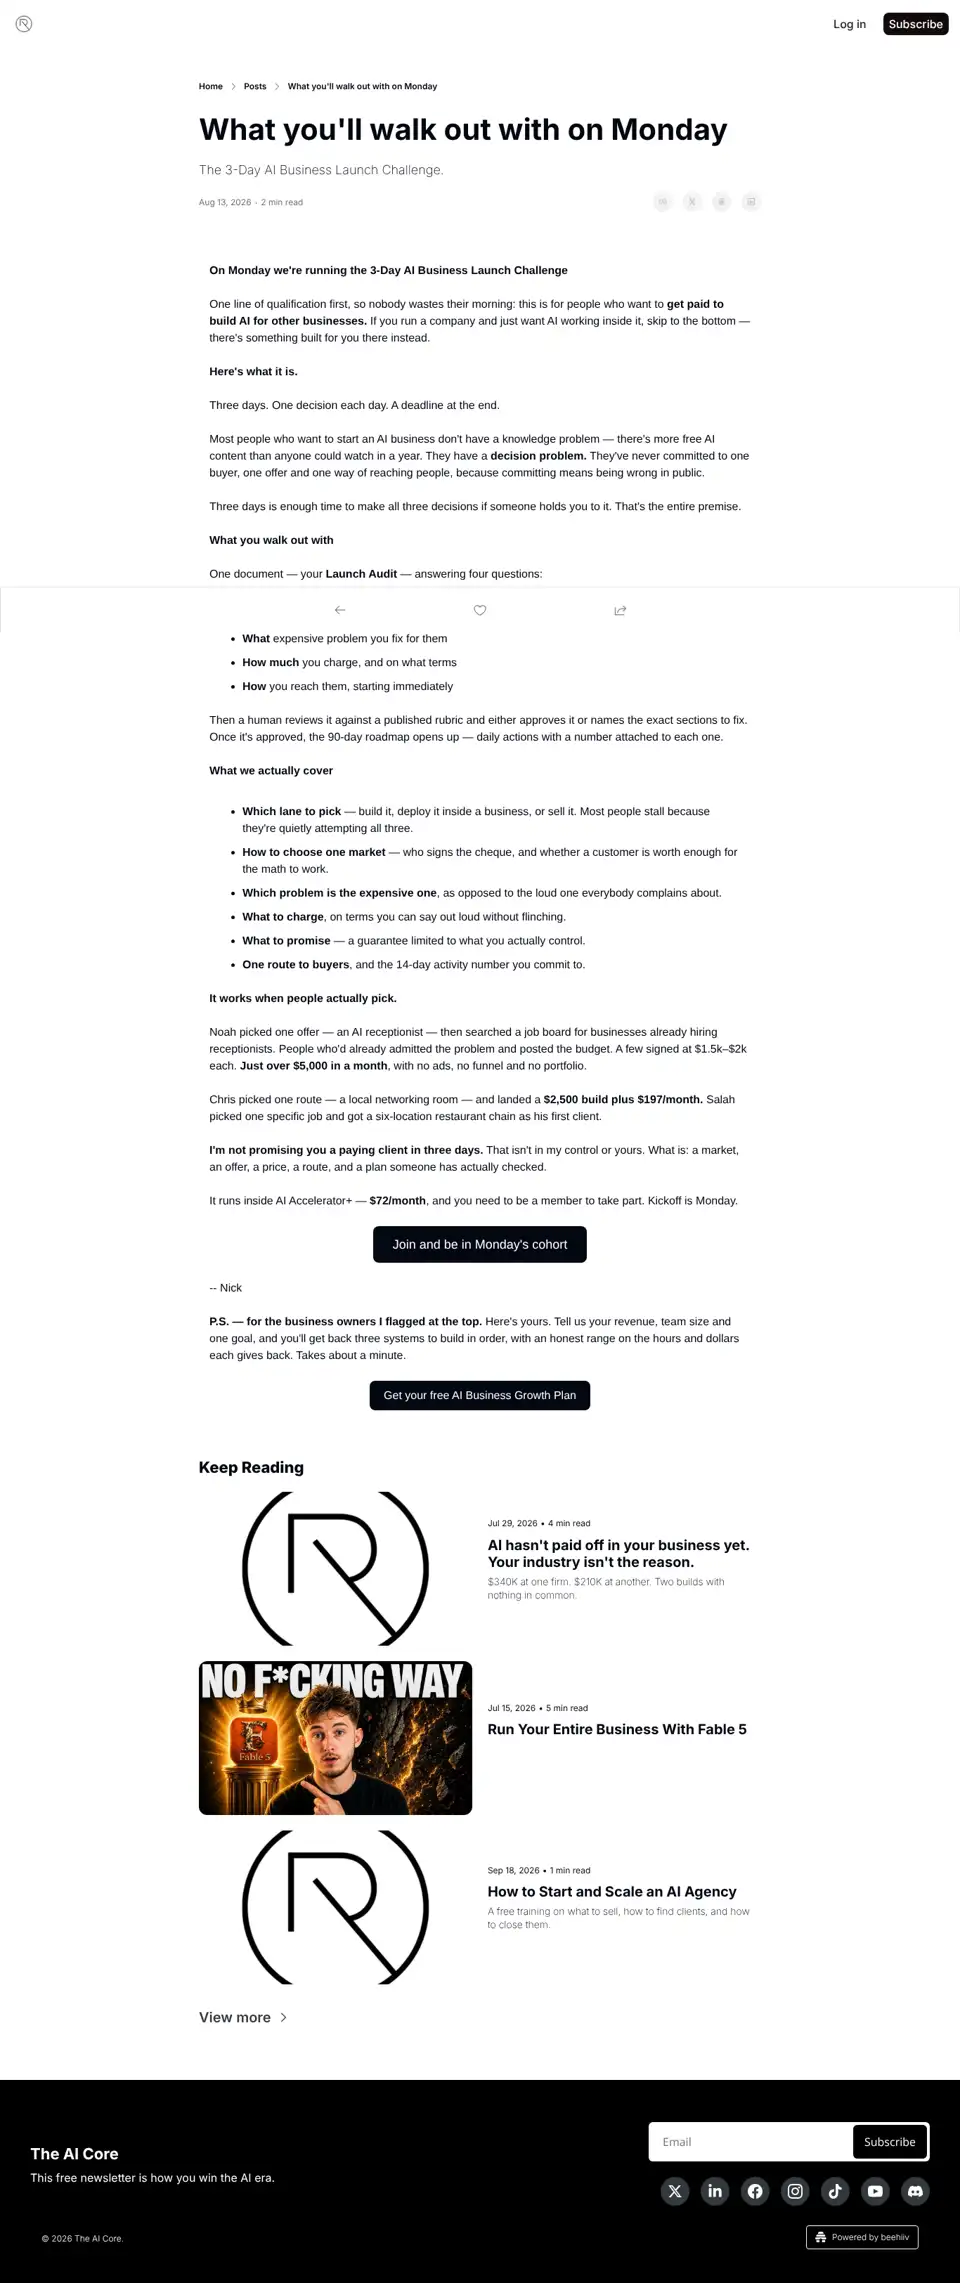 Log in
Subscribe
Home
Posts
What you'll walk out with on Monday
What you'll walk out with on Monday
The 3-Day AI Business Launch Challenge.
Aug 13, 2026 • 2 min read
On Monday we're running the 3-Day AI Business Launch Challenge
One line of qualification first, so nobody wastes their morning: this is for people who want to get paid to
build AI for other businesses. If you run a company and just want AI working inside it, skip to the bottom —
there's something built for you there instead.
Here's what it is.
Three days. One decision each day. A deadline at the end.
Most people who want to start an AI business don't have a knowledge problem — there's more free AI
content than anyone could watch in a year. They have a decision problem. They've never committed to one
buyer, one offer and one way of reaching people, because committing means being wrong in public.
Three days is enough time to make all three decisions if someone holds you to it. That's the entire premise.
What you walk out with
One document — your Launch Audit — answering four questions:
• What expensive problem you fix for them
• How much you charge, and on what terms
• How you reach them, starting immediately
Then a human reviews it against a published rubric and either approves it or names the exact sections to fix.
Once it's approved, the 90-day roadmap opens up — daily actions with a number attached to each one.
What we actually cover
• Which lane to pick — build it, deploy it inside a business, or sell it. Most people stall because
they're quietly attempting all three.
• How to choose one market — who signs the cheque, and whether a customer is worth enough for
the math to work.
• Which problem is the expensive one, as opposed to the loud one everybody complains about.
• What to charge, on terms you can say out loud without flinching.
• What to promise — a guarantee limited to what you actually control.
• One route to buyers, and the 14-day activity number you commit to.
It works when people actually pick.
Noah picked one offer — an AI receptionist — then searched a job board for businesses already hiring
receptionists. People who'd already admitted the problem and posted the budget. A few signed at $1.5k–$2k
each. Just over $5,000 in a month, with no ads, no funnel and no portfolio.
Chris picked one route — a local networking room — and landed a $2,500 build plus $197/month. Salah
picked one specific job and got a six-location restaurant chain as his first client.
I'm not promising you a paying client in three days. That isn't in my control or yours. What is: a market,
an offer, a price, a route, and a plan someone has actually checked.
It runs inside AI Accelerator+ — $72/month, and you need to be a member to take part. Kickoff is Monday.
Join and be in Monday's cohort
-- Nick
P.S. — for the business owners I flagged at the top. Here's yours. Tell us your revenue, team size and
one goal, and you'll get back three systems to build in order, with an honest range on the hours and dollars
each gives back. Takes about a minute.
Get your free AI Business Growth Plan
Keep Reading
Jul 29, 2026 • 4 min read
AI hasn't paid off in your business yet.
Your industry isn't the reason.
$340K at one firm. $210K at another. Two builds with
nothing in common.
NO F*CKING WAY
Fable 5
Jul 15, 2026 • 5 min read
Run Your Entire Business With Fable 5
Sep 18, 2026 • 1 min read
How to Start and Scale an AI Agency
A free training on what to sell, how to find clients, and how
to close them.
View more
The AI Core
This free newsletter is how you win the AI era.
Email
Subscribe
© 2026 The AI Core.
Powered by beehiiv